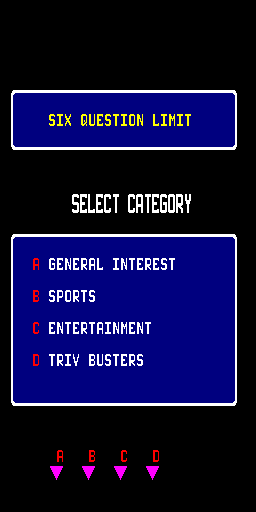 SIX QUESTION LIMIT
SELECT CATEGORY
A GENERAL INTEREST
B SPORTS
C ENTERTAINMENT
D TRIV BUSTERS
A B C D